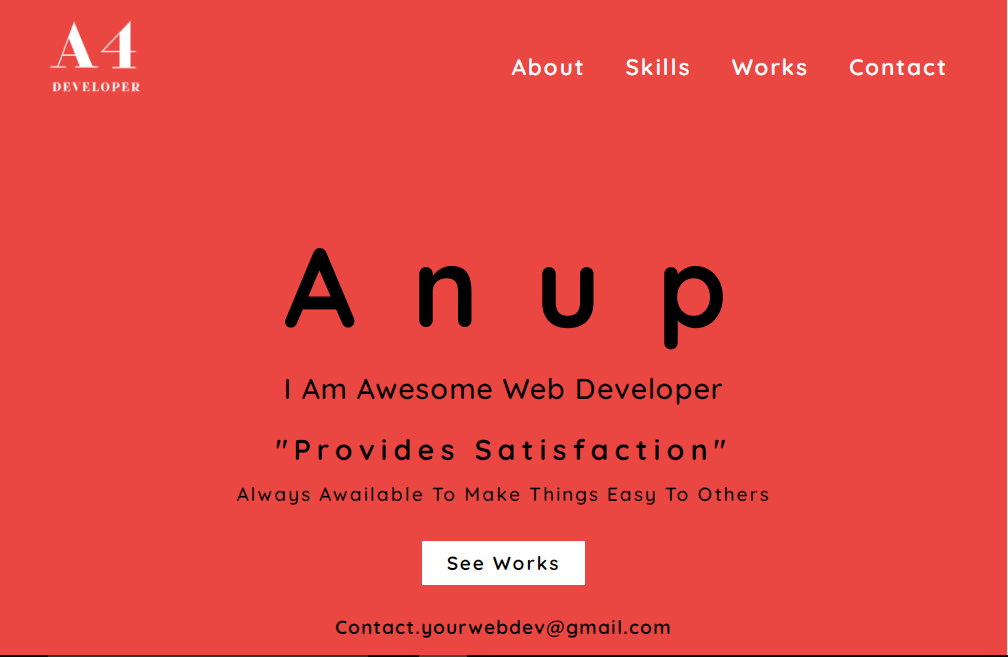 A4
DEVELOPER
About Skills Works Contact
Anup
I Am Awesome Web Developer
"Provides Satisfaction"
Always Awailable To Make Things Easy To Others
See Works
Contact.yourwebdev@gmail.com